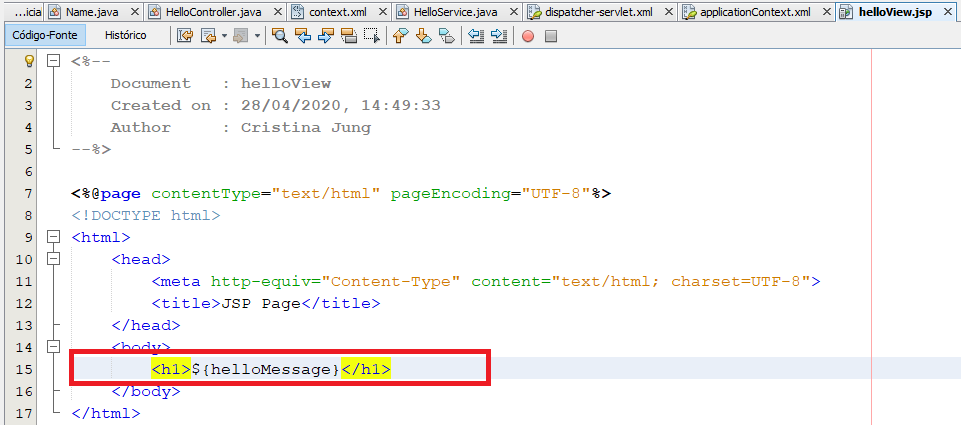 ...icial Name.java HelloController.java context.xml HelloService.java dispatcher-servlet.xml applicationContext.xml helloView.jsp
Código-Fonte Histórico
<%--
2 Document : helloView
3 Created on : 28/04/2020, 14:49:33
4 Author : Cristina Jung
5 --%>
6
7 <%@page contentType="text/html" pageEncoding="UTF-8"%>
8 <!DOCTYPE html>
9 <html>
10 <head>
11 <meta http-equiv="Content-Type" content="text/html; charset=UTF-8">
12 <title>JSP Page</title>
13 </head>
14 <body>
15 <h1>${helloMessage}</h1>
16 </body>
17 </html>